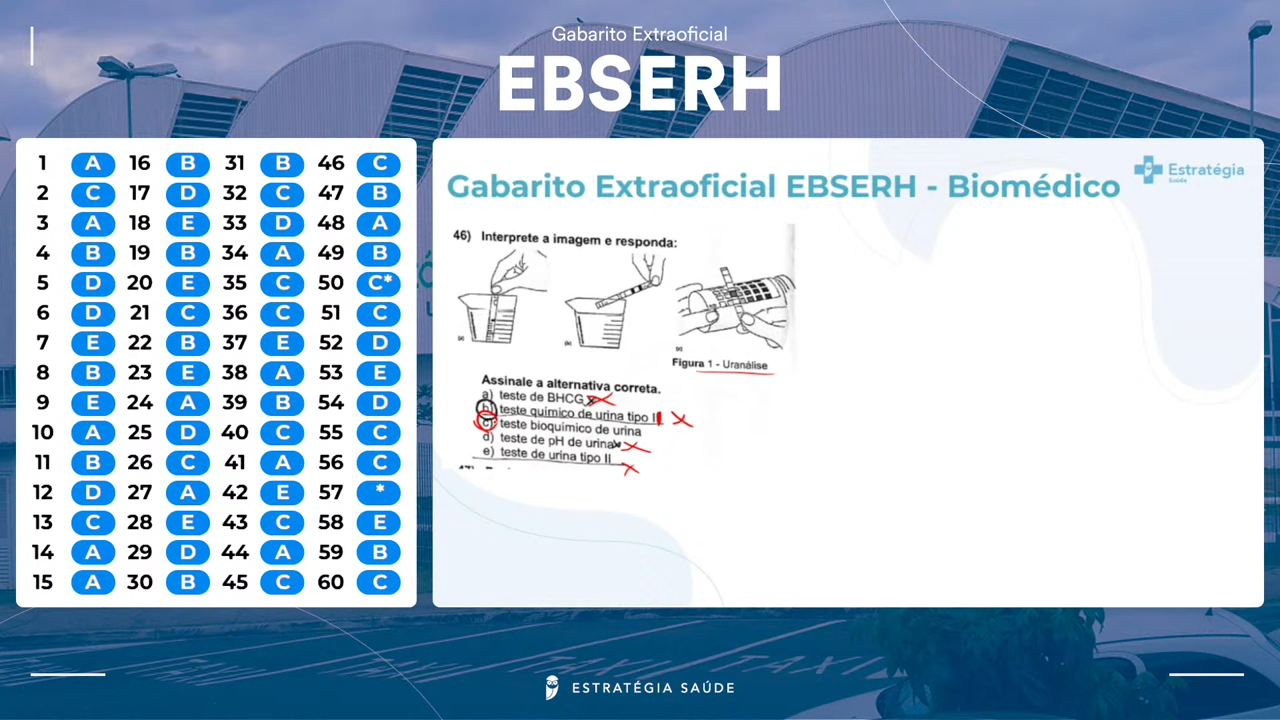 Gabarito Extraoficial
EBSERH
1 A 16 B 31 B 46 C
2 C 17 D 32 C 47 B
3 A 18 E 33 D 48 A
4 B 19 B 34 A 49 B
5 D 20 E 35 C 50 C*
6 D 21 C 36 C 51 C
7 E 22 B 37 E 52 D
8 B 23 E 38 A 53 E
9 E 24 A 39 B 54 D
10 A 25 D 40 C 55 C
11 B 26 C 41 A 56 C
12 D 27 A 42 E 57 *
13 C 28 E 43 C 58 E
14 A 29 D 44 A 59 B
15 A 30 B 45 C 60 C
Estratégia
Saúde
Gabarito Extraoficial EBSERH - Biomédico
46) Interprete a imagem e responda:
(b)
Figura 1 - Uranálise
Assinale a alternativa correta.
a) teste de BHCG
b) teste químico de urina tipo II
c) teste bioquímico de urina
d) teste de pH de urina
e) teste de urina tipo II
TAXI TAXI
ESTRATÉGIA SAÚDE